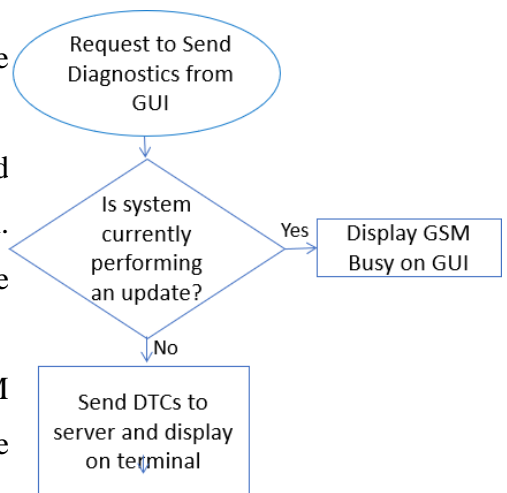 Request to Send
Diagnostics from
GUI
e
d
.
e
M
e
Is system
currently
performing
an update?
Yes
Display GSM
Busy on GUI
No
Send DTCs to
server and display
on terminal